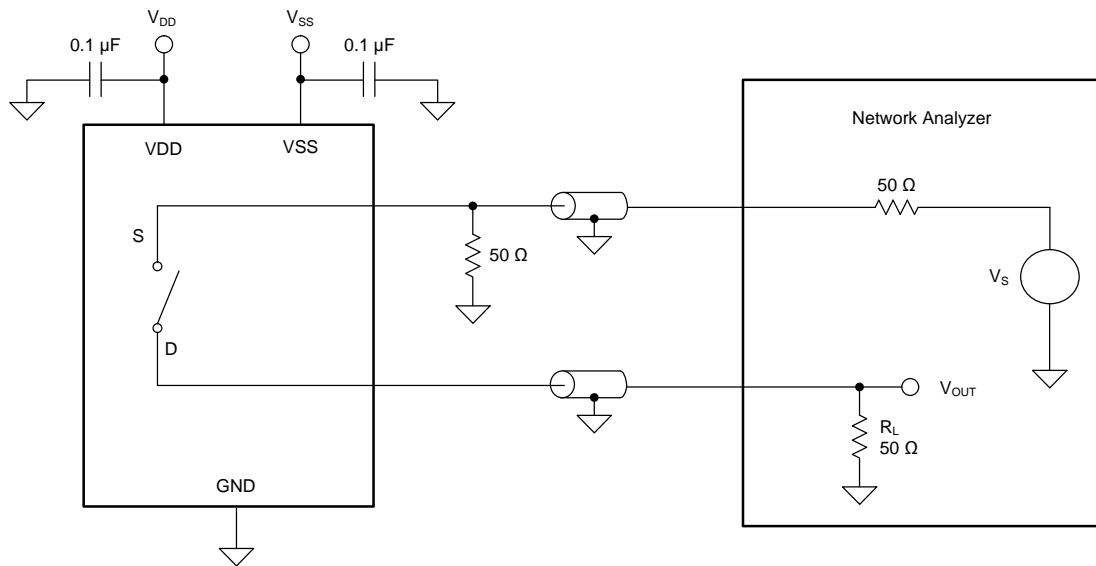 V_DD
V_SS
0.1 µF
0.1 µF
VDD
VSS
Network Analyzer
50 Ω
S
50 Ω
V_S
D
V_OUT
R_L
50 Ω
GND